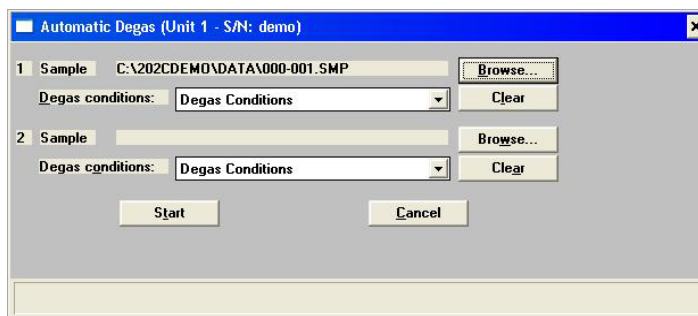 Automatic Degas (Unit 1 - S/N: demo)
1 Sample C:\202CDEMO\DATA\000-001.SMP Browse...
Degas conditions: Degas Conditions Clear
2 Sample Browse...
Degas conditions: Degas Conditions Clear
Start Cancel